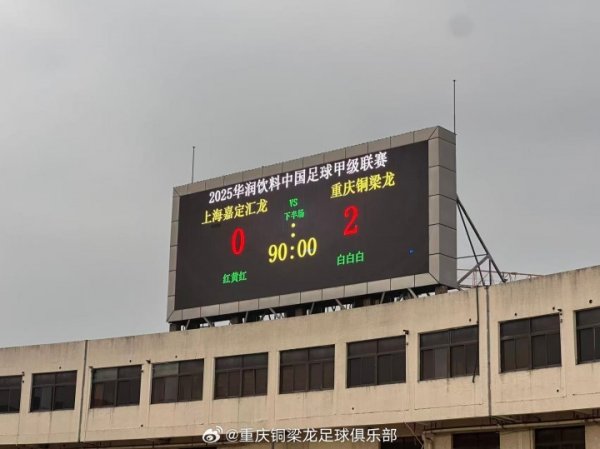 2025华润饮料中国足球甲级联赛
上海嘉定汇龙 VS 重庆铜梁龙
下半场
0 : 2
90:00
红黄红 白白白
@重庆铜梁龙足球俱乐部